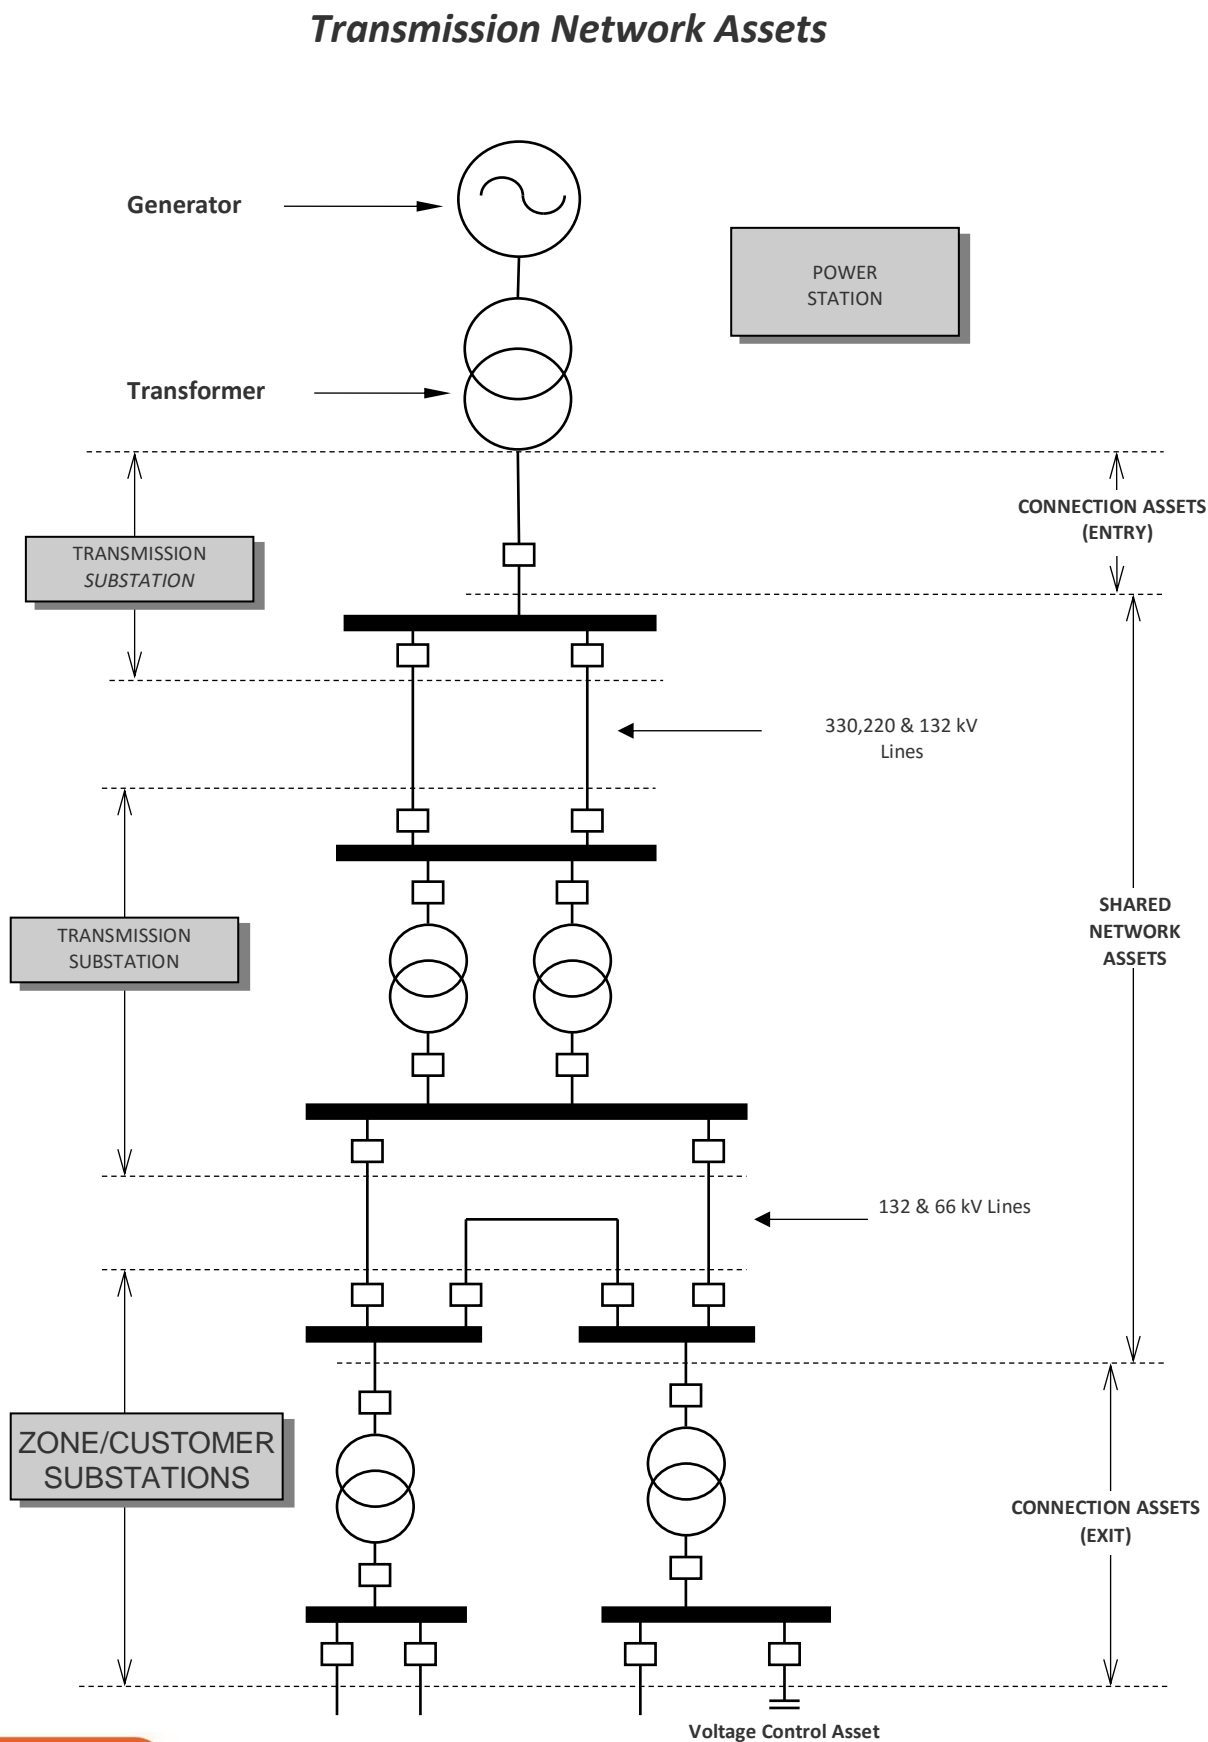 Transmission Network Assets
Generator
POWER
STATION
Transformer
CONNECTION ASSETS
(ENTRY)
TRANSMISSION
SUBSTATION
330,220 & 132 kV
Lines
SHARED
NETWORK
ASSETS
TRANSMISSION
SUBSTATION
132 & 66 kV Lines
ZONE/CUSTOMER
SUBSTATIONS
CONNECTION ASSETS
(EXIT)
Voltage Control Asset